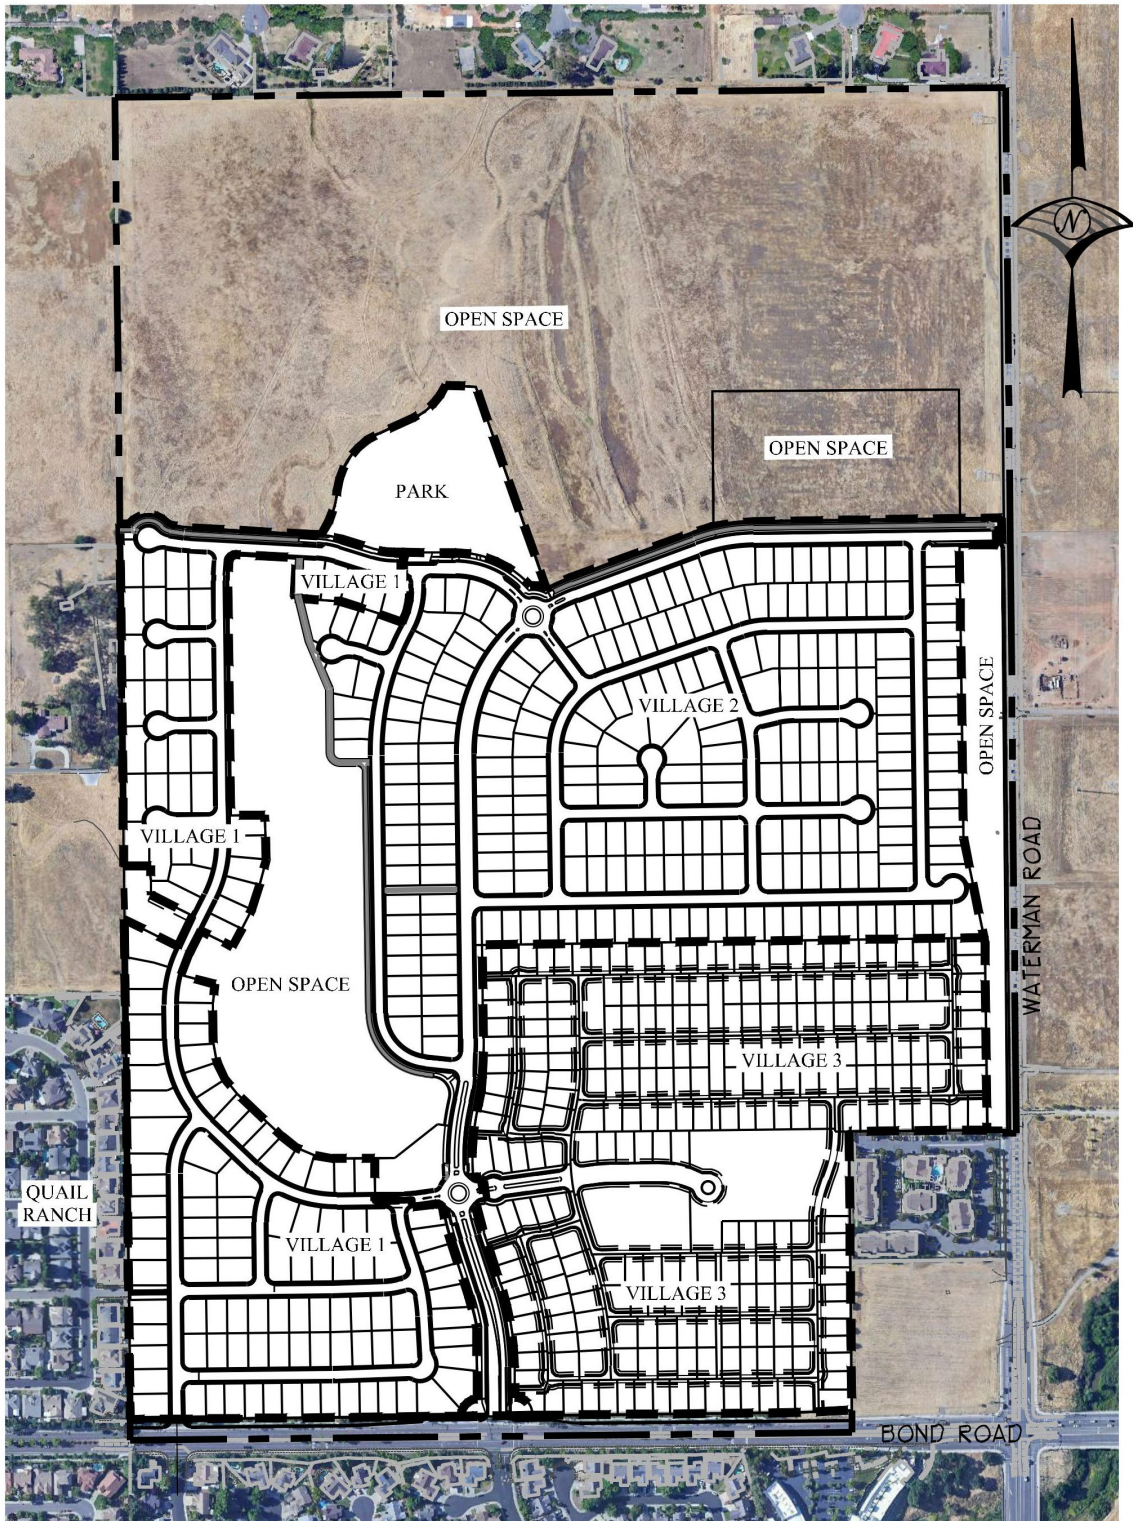 N
OPEN SPACE
OPEN SPACE
PARK
VILLAGE 1
VILLAGE 2
OPEN SPACE
VILLAGE 1
WATERMAN ROAD
OPEN SPACE
VILLAGE 3
QUAIL
RANCH
VILLAGE 1
VILLAGE 3
BOND ROAD